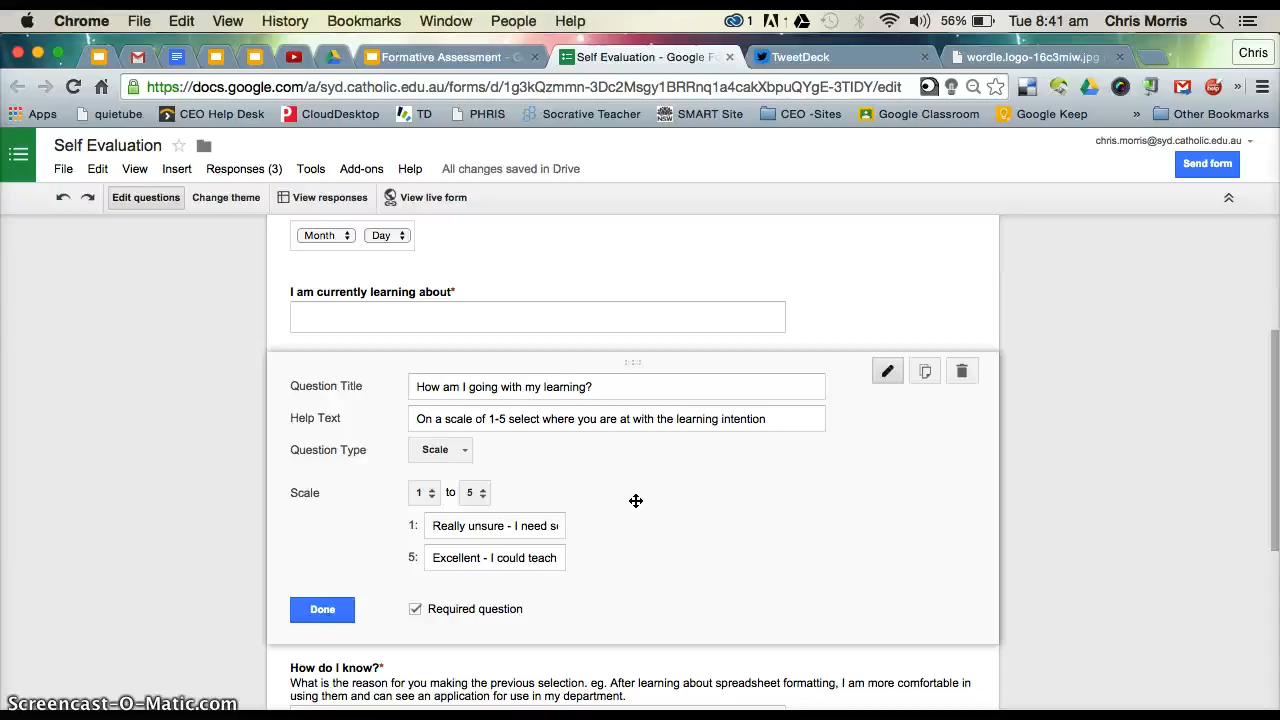 Chrome File Edit View History Bookmarks Window People Help 1 1 56% Tue 8:41 am Chris Morris
Formative Assessment - G Self Evaluation - Google F TweetDeck wordle.logo-16c3miw.jpg Chris
https://docs.google.com/a/syd.catholic.edu.au/forms/d/1g3kQzmrnn-3Dc2Msgy1BRRnq1a4cakXbpuQYgE-3TIDY/edit
Apps quietube CEO Help Desk CloudDesktop TD PHRIS Socective Teacher SMART Site CEO -Sites Google Classroom Google Keep » Other Bookmarks
Self Evaluation
chris.morris@syd.catholic.edu.au
File Edit View Insert Responses (3) Tools Add-ons Help All changes saved in Drive
Send form
Edit questions Change theme View responses View live form
Month Day
I am currently learning about*
Question Title How am I going with my learning?
Help Text On a scale of 1-5 select where you are at with the learning intention
Question Type Scale
Scale 1 to 5
1: Really unsure - I need s
5: Excellent - I could teach
Done Required question
How do I know?*
What is the reason for you making the previous selection. eg. After learning about spreadsheet formatting, I am more comfortable in
using them and can see an application for use in my department.
Screencast-O-Matic.com